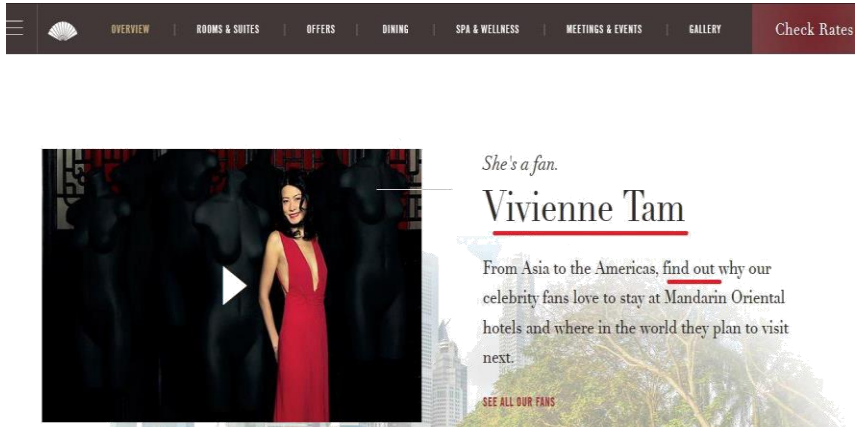 OVERVIEW | ROOMS & SUITES | OFFERS | DINING | SPA & WELLNESS | MEETINGS & EVENTS | GALLERY Check Rates
She's a fan.
Vivienne Tam
From Asia to the Americas, find out why our
celebrity fans love to stay at Mandarin Oriental
hotels and where in the world they plan to visit
next.
SEE ALL OUR FANS